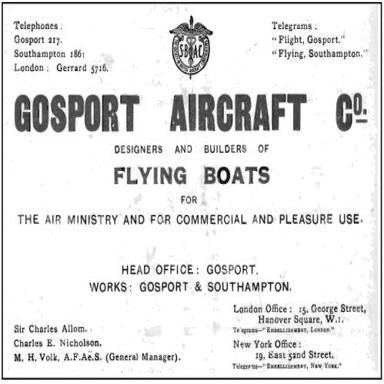 Telephones:
Gosport 217.
Southampton 1861
London: Gerrard 5716.
Telegrams:
"Flight, Gosport."
"Flying, Southampton."
SBAC
GOSPORT AIRCRAFT Co.
DESIGNERS AND BUILDERS OF
FLYING BOATS
FOR
THE AIR MINISTRY AND FOR COMMERCIAL AND PLEASURE USE.
HEAD OFFICE: GOSPORT.
WORKS: GOSPORT & SOUTHAMPTON.
Sir Charles Allom.
Charles E. Nicholson.
M. H. Volk, A.F.Ae.S. (General Manager).
London Office: 15, George Street,
Hanover Square, W.1.
Telegrams—"EMBELLISHMENT, LONDON."
New York Office:
19, East 52nd Street,
Telegrams—"EMBELLISHMENT, NEW YORK."